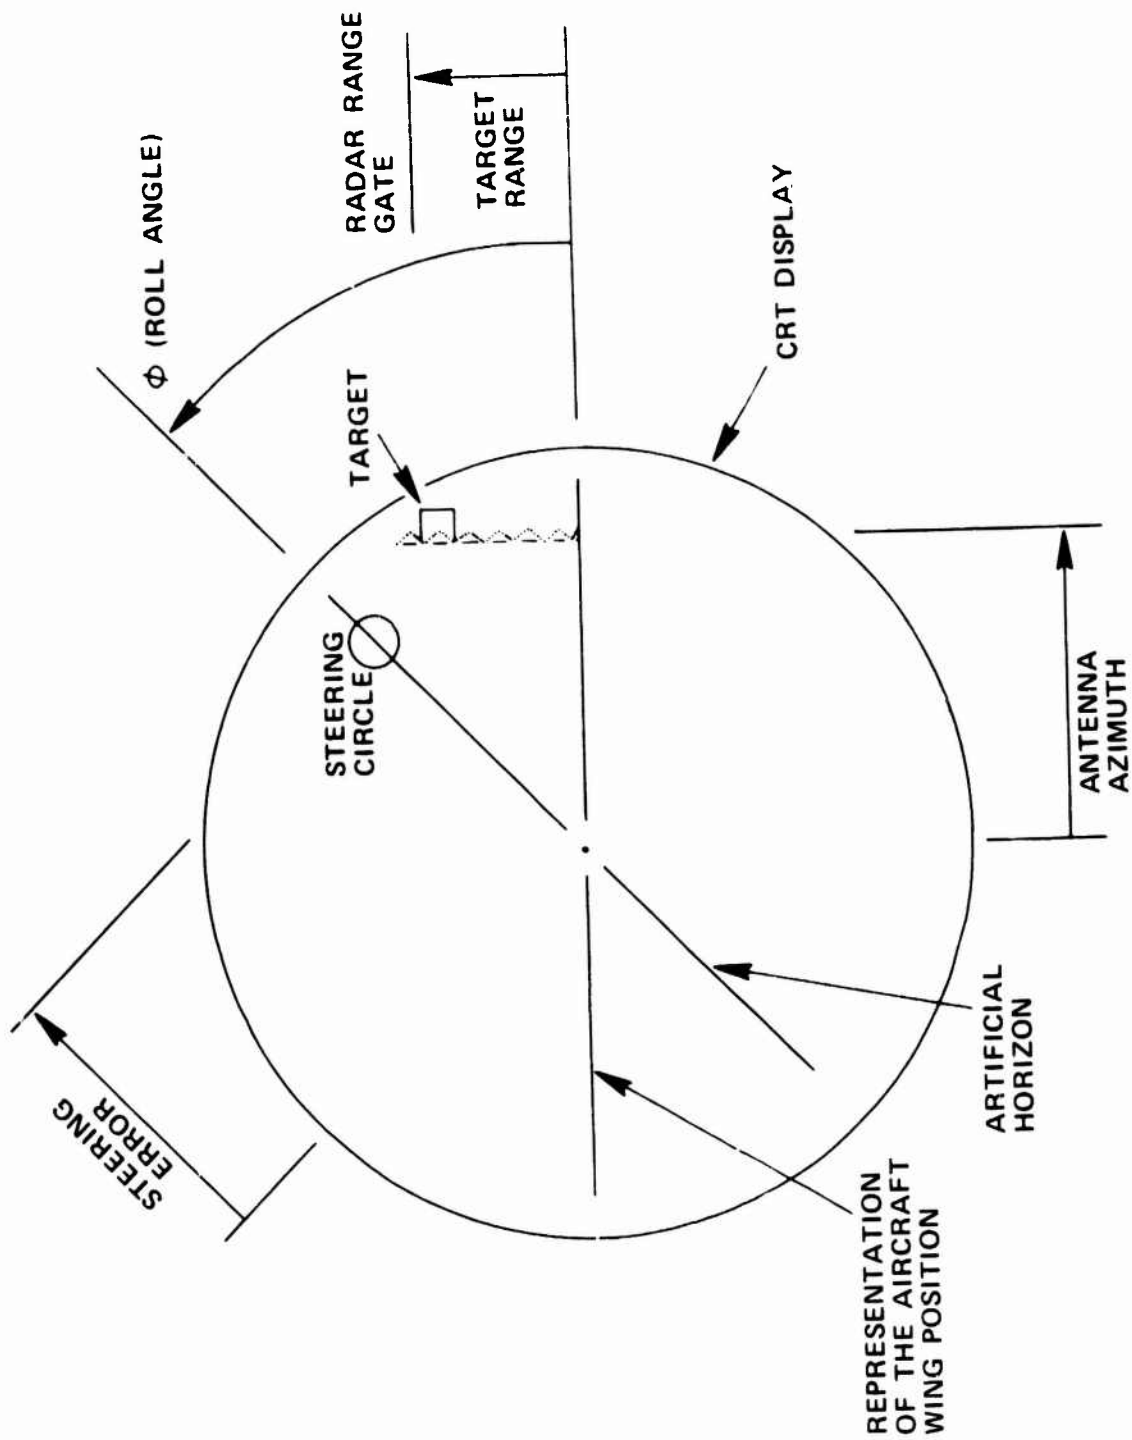 STEERING
ERROR
Φ (ROLL ANGLE)
STEERING
CIRCLE
TARGET
RADAR RANGE
GATE
TARGET
RANGE
CRT DISPLAY
REPRESENTATION
OF THE AIRCRAFT
WING POSITION
ARTIFICIAL
HORIZON
ANTENNA
AZIMUTH